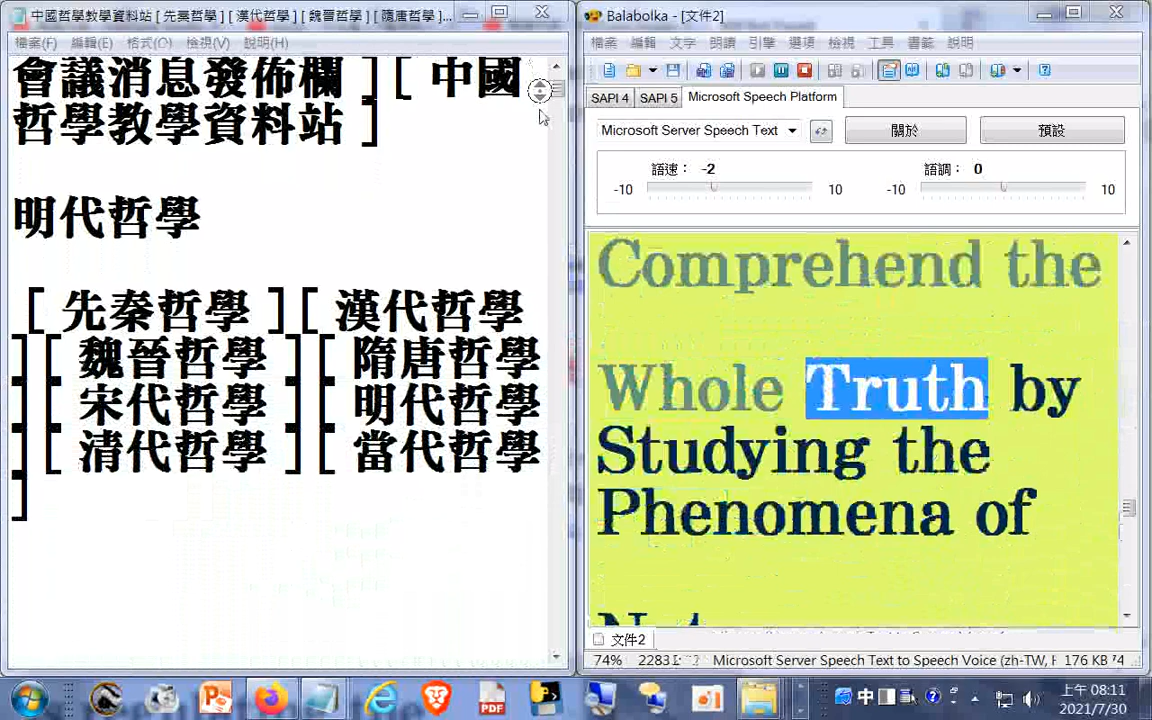 中國哲學教學資料站 [ 先秦哲學 ] [ 漢代哲學 ] [ 魏晉哲學 ] [ 隋唐哲學 ]...
檔案(F) 編輯(E) 格式(O) 檢視(V) 說明(H)
會議消息發佈欄 ] [ 中國
哲學教學資料站 ]
明代哲學
[ 先秦哲學 ] [ 漢代哲學
] [ 魏晉哲學 ] [ 隋唐哲學
] [ 宋代哲學 ] [ 明代哲學
] [ 清代哲學 ] [ 當代哲學
]
Balabolka - [文件2]
檔案 編輯 文字 朗讀 引擎 選項 檢視 工具 書籤 說明
SAPI 4 SAPI 5 Microsoft Speech Platform
Microsoft Server Speech Text 關於 預設
語速： -2 語調： 0
-10 10 -10 10
Comprehend the
Whole Truth by
Studying the
Phenomena of
文件2
74% Microsoft Server Speech Text to Speech Voice (zh-TW, 176 KB
PDF 中 上午 08:11
2021/7/30